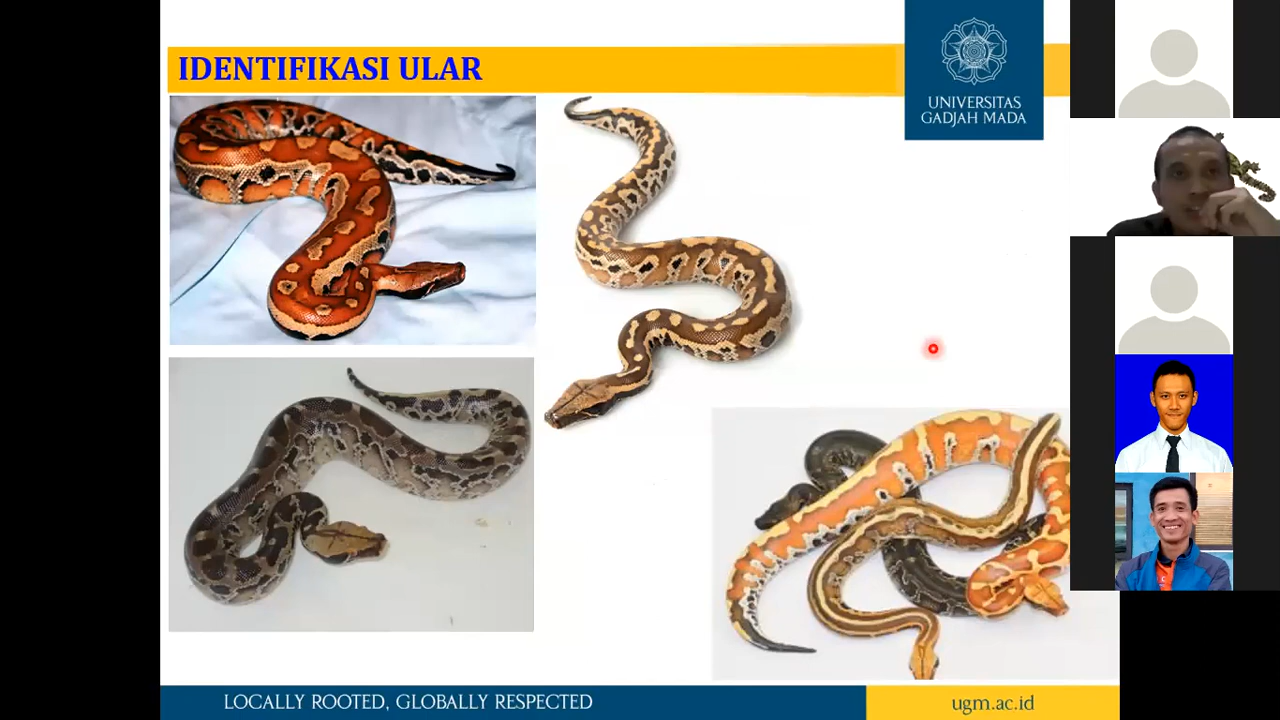 IDENTIFIKASI ULAR
UNIVERSITAS
GADJAH MADA
LOCALLY ROOTED, GLOBALLY RESPECTED
ugm.ac.id